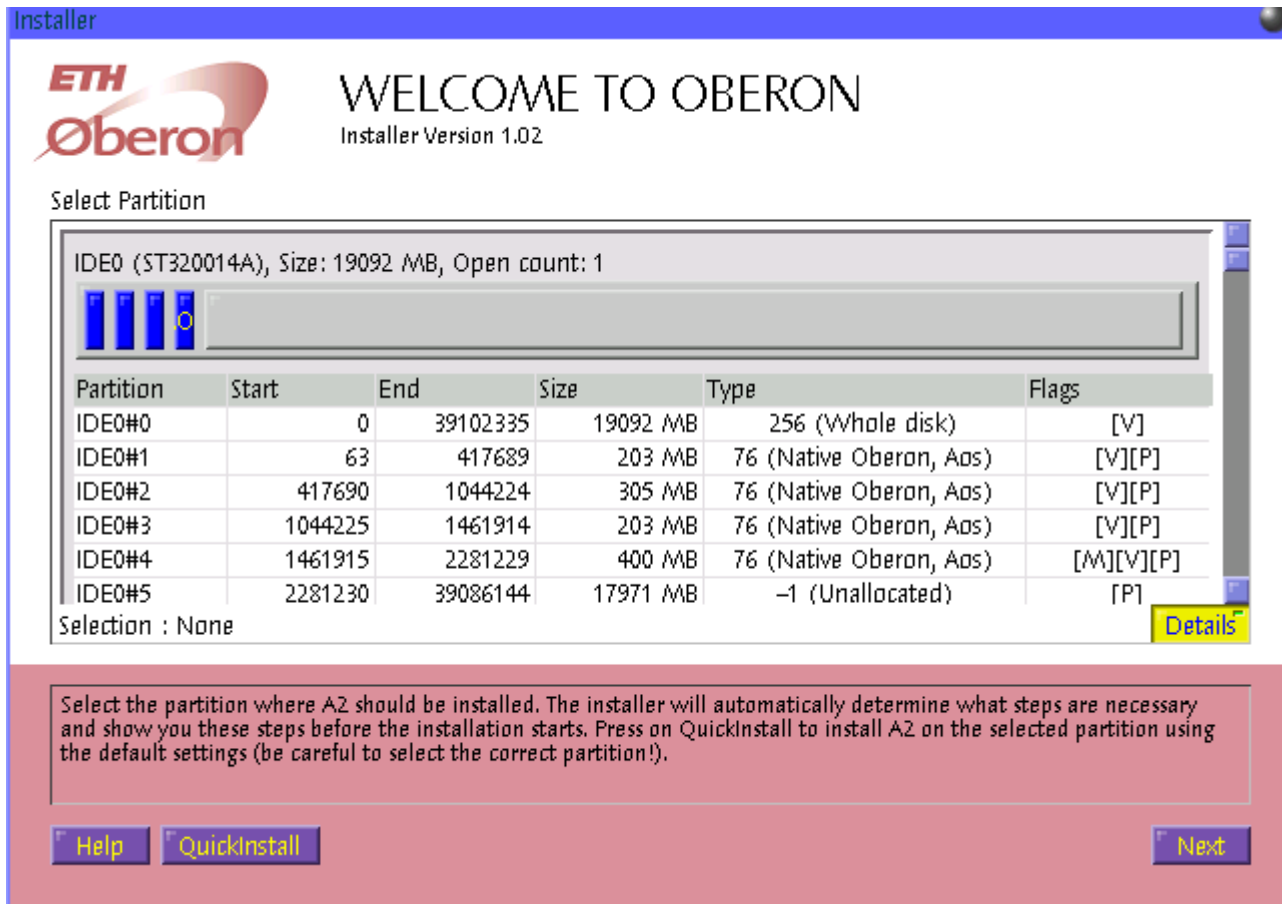 Installer
ETH
Oberon
WELCOME TO OBERON
Installer Version 1.02
Select Partition
IDE0 (ST320014A), Size: 19092 MB, Open count: 1
O
Partition Start End Size Type Flags
IDE0#0 0 39102335 19092 MB 256 (Whole disk) [V]
IDE0#1 63 417689 203 MB 76 (Native Oberon, Aos) [V][P]
IDE0#2 417690 1044224 305 MB 76 (Native Oberon, Aos) [V][P]
IDE0#3 1044225 1461914 203 MB 76 (Native Oberon, Aos) [V][P]
IDE0#4 1461915 2281229 400 MB 76 (Native Oberon, Aos) [M][V][P]
IDE0#5 2281230 39086144 17971 MB -1 (Unallocated) [P]
Selection : None
Details
Select the partition where A2 should be installed. The installer will automatically determine what steps are necessary
and show you these steps before the installation starts. Press on QuickInstall to install A2 on the selected partition using
the default settings (be careful to select the correct partition!).
Help QuickInstall Next